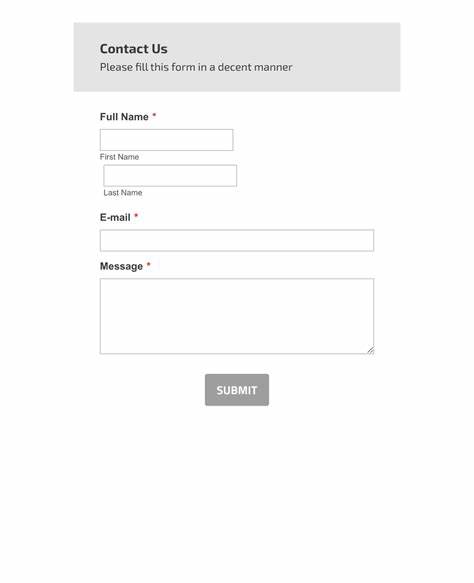 Contact Us
Please fill this form in a decent manner
Full Name *
First Name
Last Name
E-mail *
Message *
SUBMIT